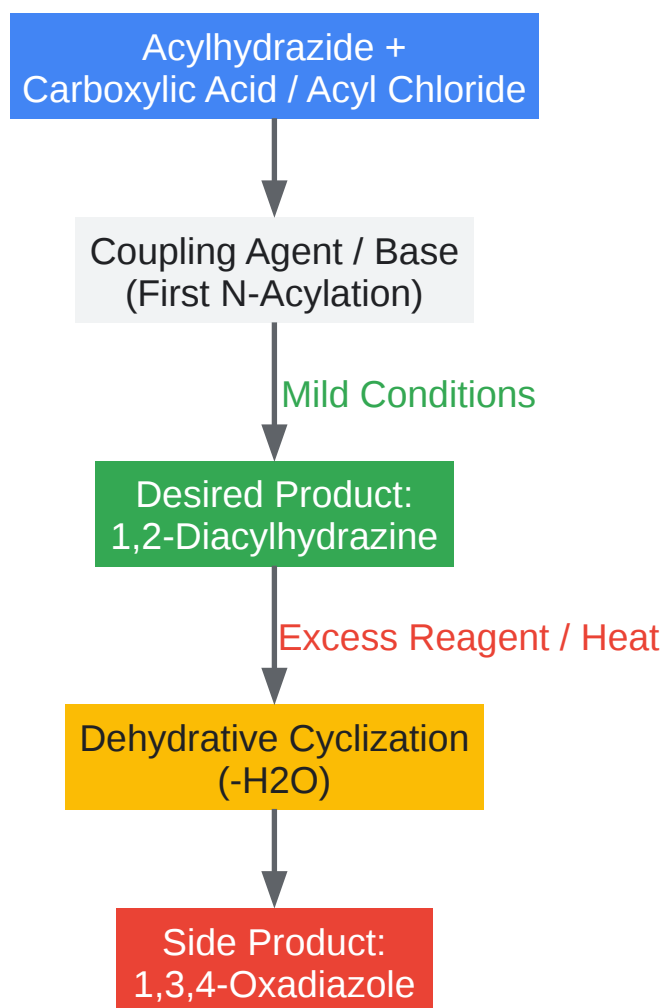 Acylhydrazide +
Carboxylic Acid / Acyl Chloride
Coupling Agent / Base
(First N-Acylation)
Mild Conditions
Desired Product:
1,2-Diacylhydrazine
Excess Reagent / Heat
Dehydrative Cyclization
(-H2O)
Side Product:
1,3,4-Oxadiazole